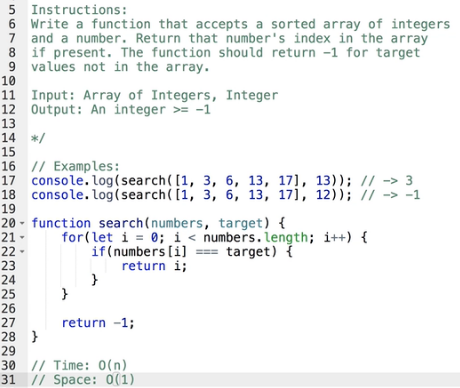 5 Instructions:
6 Write a function that accepts a sorted array of integers
7 and a number. Return that number's index in the array
8 if present. The function should return -1 for target
9 values not in the array.
10
11 Input: Array of Integers, Integer
12 Output: An integer >= -1
13
14 */
15
16 // Examples:
17 console.log(search([1, 3, 6, 13, 17], 13)); // -> 3
18 console.log(search([1, 3, 6, 13, 17], 12)); // -> -1
19
20 function search(numbers, target) {
21     for(let i = 0; i < numbers.length; i++) {
22         if(numbers[i] === target) {
23             return i;
24         }
25     }
26
27     return -1;
28 }
29
30 // Time: O(n)
31 // Space: O(1)